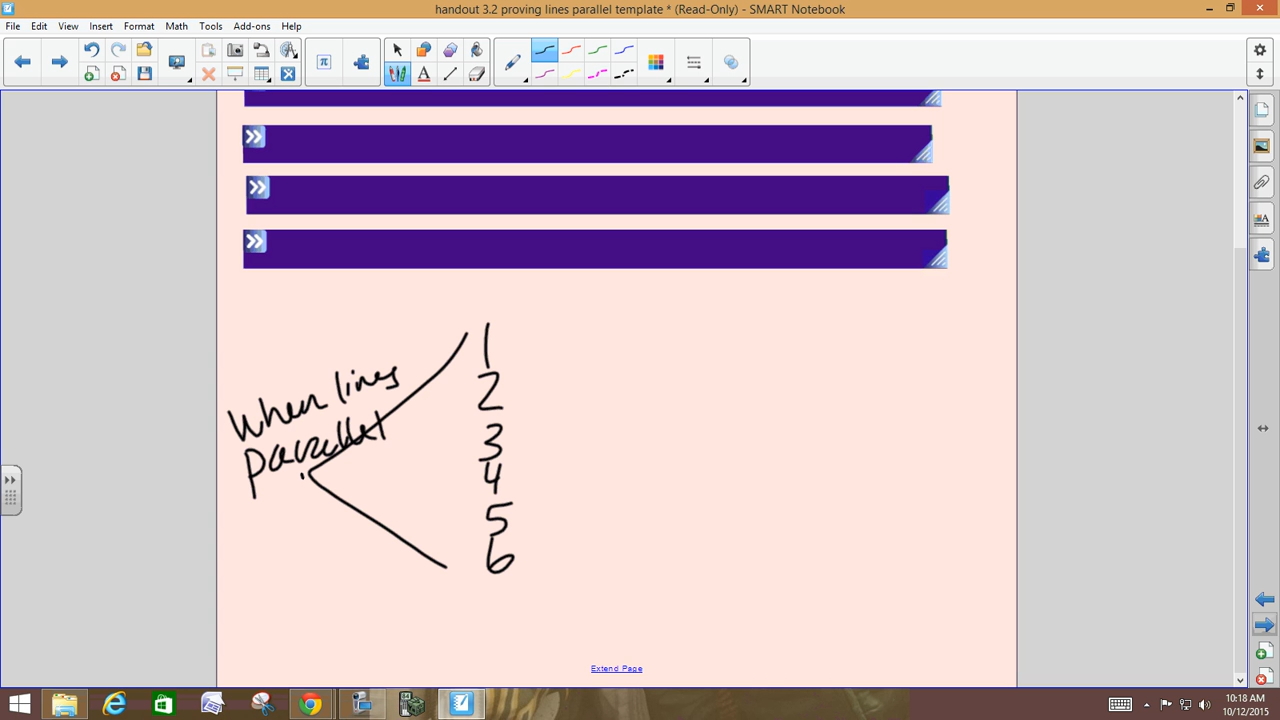 handout 3.2 proving lines parallel template * (Read-Only) - SMART Notebook
File Edit View Insert Format Math Tools Add-ons Help
1
When lines
2
parallel
3
4
5
6
Extend Page
10:18 AM
10/12/2015